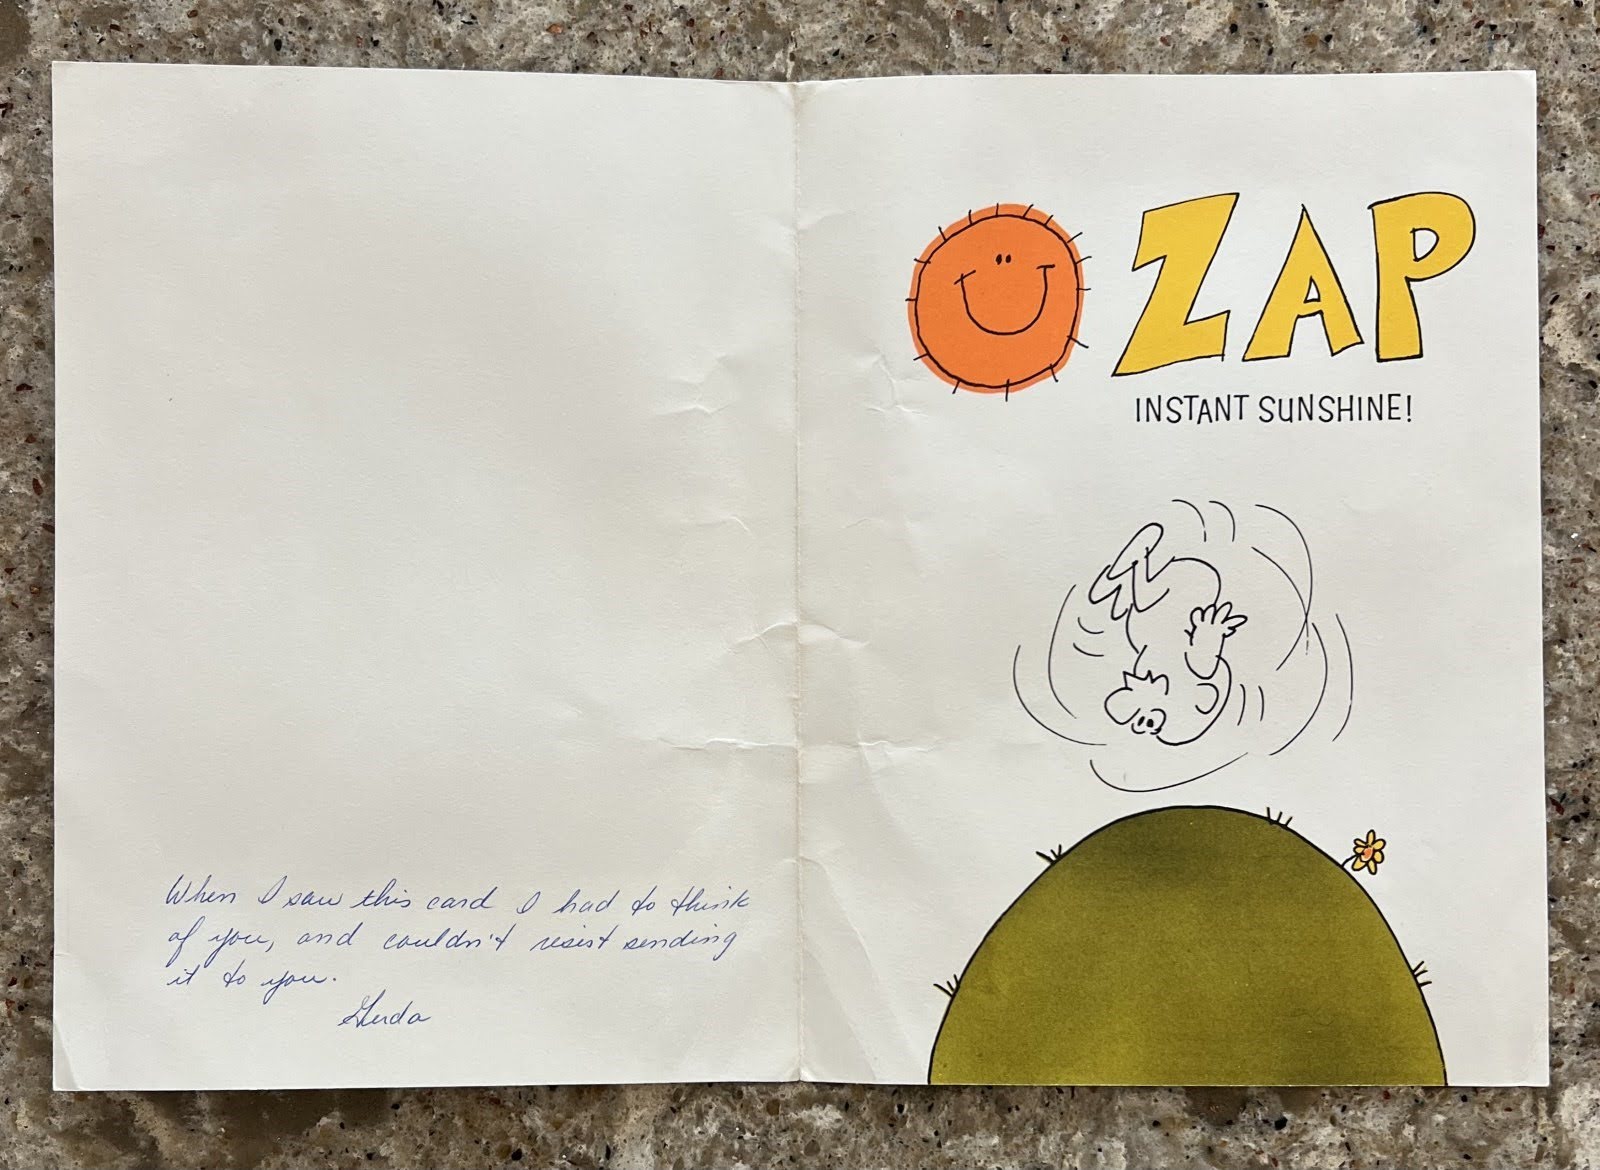 When I saw this card I had to think
of you, and couldn't resist sending
it to you.
Gerda
ZAP
INSTANT SUNSHINE!